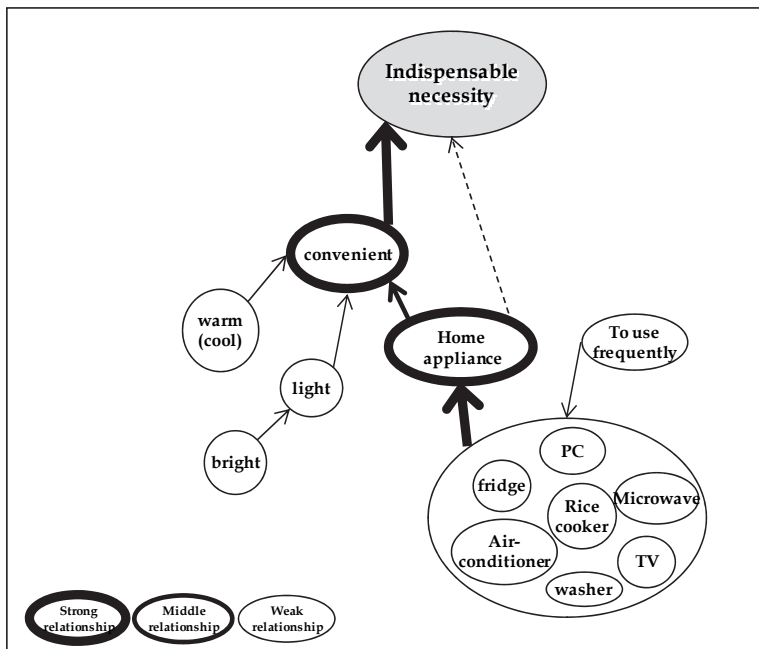 Indispensable
necessity
convenient
warm
(cool)
Home
appliance
To use
frequently
light
bright
PC
fridge
Microwave
Rice
cooker
Air-
conditioner
TV
washer
Strong
relationship
Middle
relationship
Weak
relationship